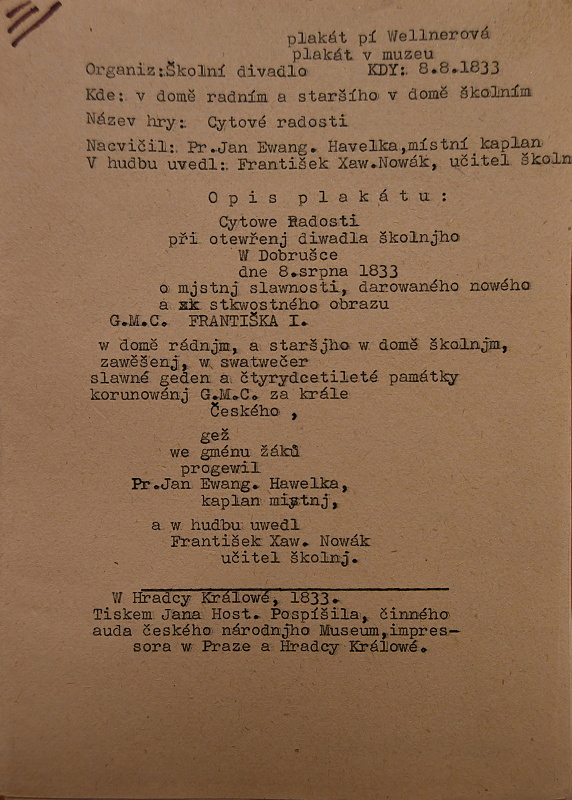 plakát pí Wellnerová
plakát v muzeu
Organiz.:Školní divadlo KDY: 8.8.1833
Kde: v domě radním a staršího v domě školním
Název hry: Cytové radosti
Nacvičil: Pr.Jan Ewang. Havelka,místní kaplan
V hudbu uvedl: František Xaw.Nowák, učitel školn
O p i s p l a k á t u :
Cytowe Radosti
při otewřenj diwadla školnjho
W Dobrušce
dne 8.srpna 1833
o mjstnj slawnosti, darowaného nowého
a xk stkwostného obrazu
G.M.C. FRANTIŠKA I.
w domě rádnjm, a staršjho w domě školnjm,
zawěšenj, w swatwečer
slawné geden a čtyrydcetileté památky
korunowánj G.M.C. za krále
Českého ,
gež
we gménu žáků
progewil
Pr.Jan Ewang. Hawelka,
kaplan mistnj,
a w hudbu uwedl
František Xaw. Nowák
učitel školnj.
W Hradcy Králowé, 1833.
Tiskem Jana Host. Pospíšila, činného
auda českého národnjho Museum,impres-
sora w Praze a Hradcy Králowé.